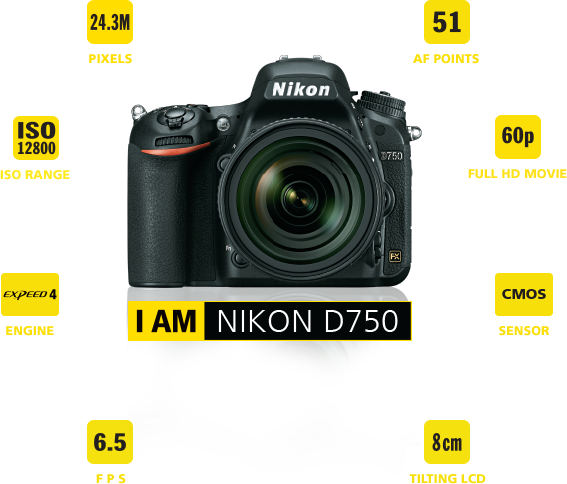 24.3M
PIXELS
51
AF POINTS
Nikon
ISO
12800
ISO RANGE
60p
FULL HD MOVIE
D750
FX
EXPEED 4
ENGINE
CMOS
SENSOR
I AM NIKON D750
6.5
F P S
8cm
TILTING LCD